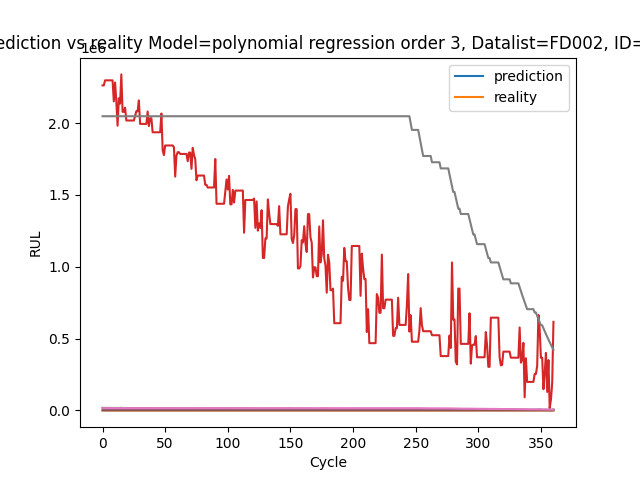 ediction vs reality Model=polynomial regression order 3, Datalist=FD002, ID=
1e6
prediction
reality
2.0
1.5
1.0
0.5
0.0
RUL
0 50 100 150 200 250 300 350
Cycle